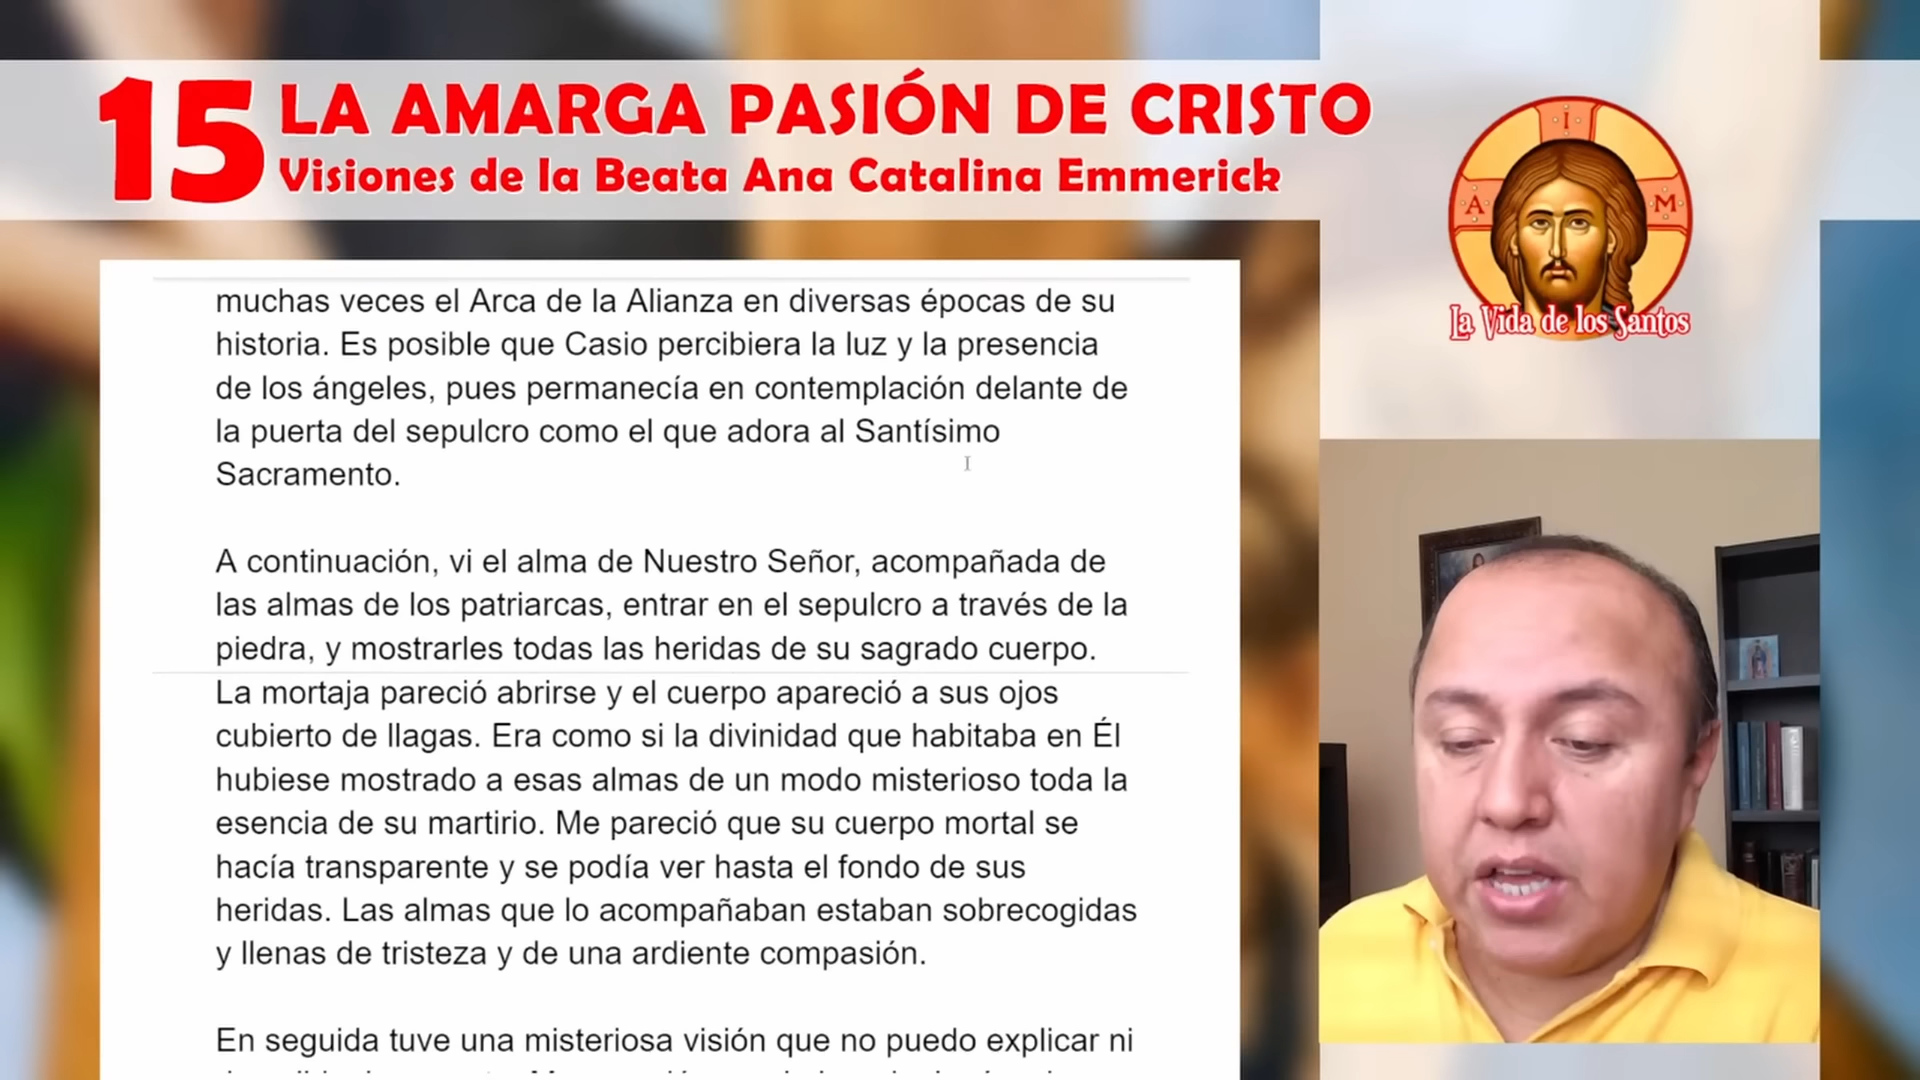 15 LA AMARGA PASIÓN DE CRISTO
Visiones de la Beata Ana Catalina Emmerick
I
A M
La Vida de los Santos
muchas veces el Arca de la Alianza en diversas épocas de su
historia. Es posible que Casio percibiera la luz y la presencia
de los ángeles, pues permanecía en contemplación delante de
la puerta del sepulcro como el que adora al Santísimo
Sacramento.
A continuación, vi el alma de Nuestro Señor, acompañada de
las almas de los patriarcas, entrar en el sepulcro a través de la
piedra, y mostrarles todas las heridas de su sagrado cuerpo.
La mortaja pareció abrirse y el cuerpo apareció a sus ojos
cubierto de llagas. Era como si la divinidad que habitaba en Él
hubiese mostrado a esas almas de un modo misterioso toda la
esencia de su martirio. Me pareció que su cuerpo mortal se
hacía transparente y se podía ver hasta el fondo de sus
heridas. Las almas que lo acompañaban estaban sobrecogidas
y llenas de tristeza y de una ardiente compasión.
En seguida tuve una misteriosa visión que no puedo explicar ni